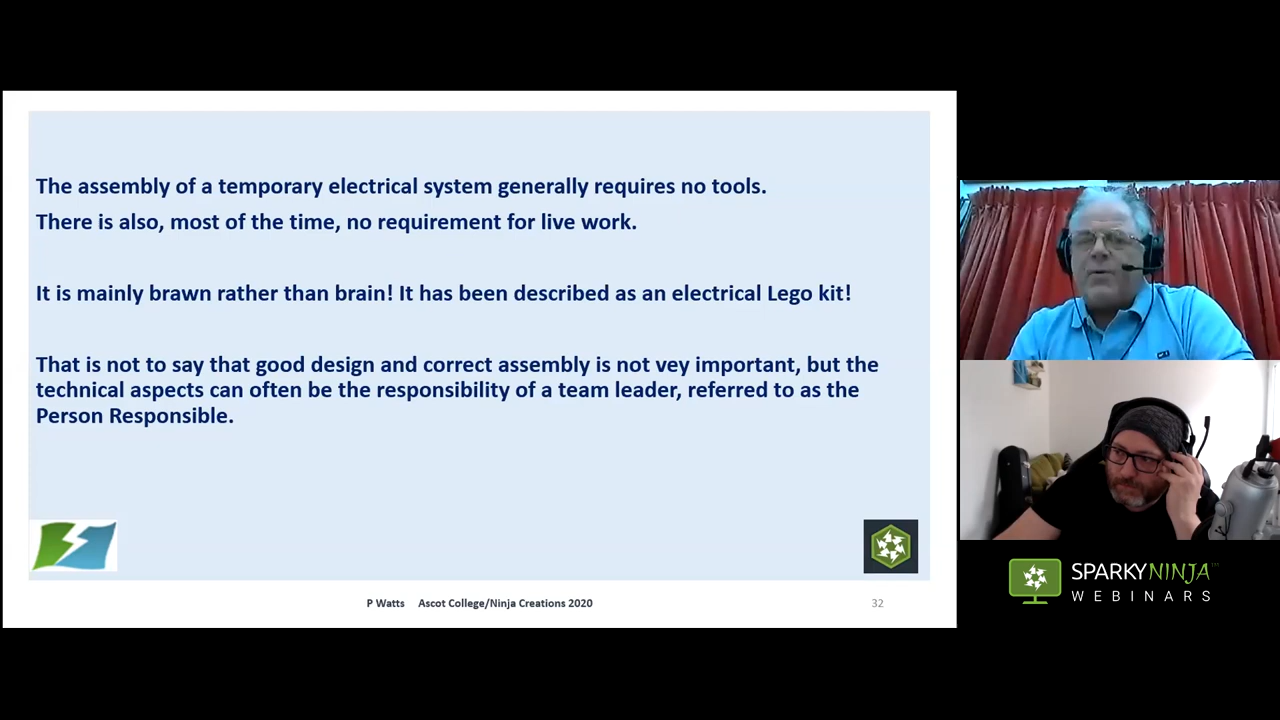 The assembly of a temporary electrical system generally requires no tools.
There is also, most of the time, no requirement for live work.
It is mainly brawn rather than brain! It has been described as an electrical Lego kit!
That is not to say that good design and correct assembly is not vey important, but the
technical aspects can often be the responsibility of a team leader, referred to as the
Person Responsible.
P Watts Ascot College/Ninja Creations 2020
32
SPARKYNINJA™
WEBINARS